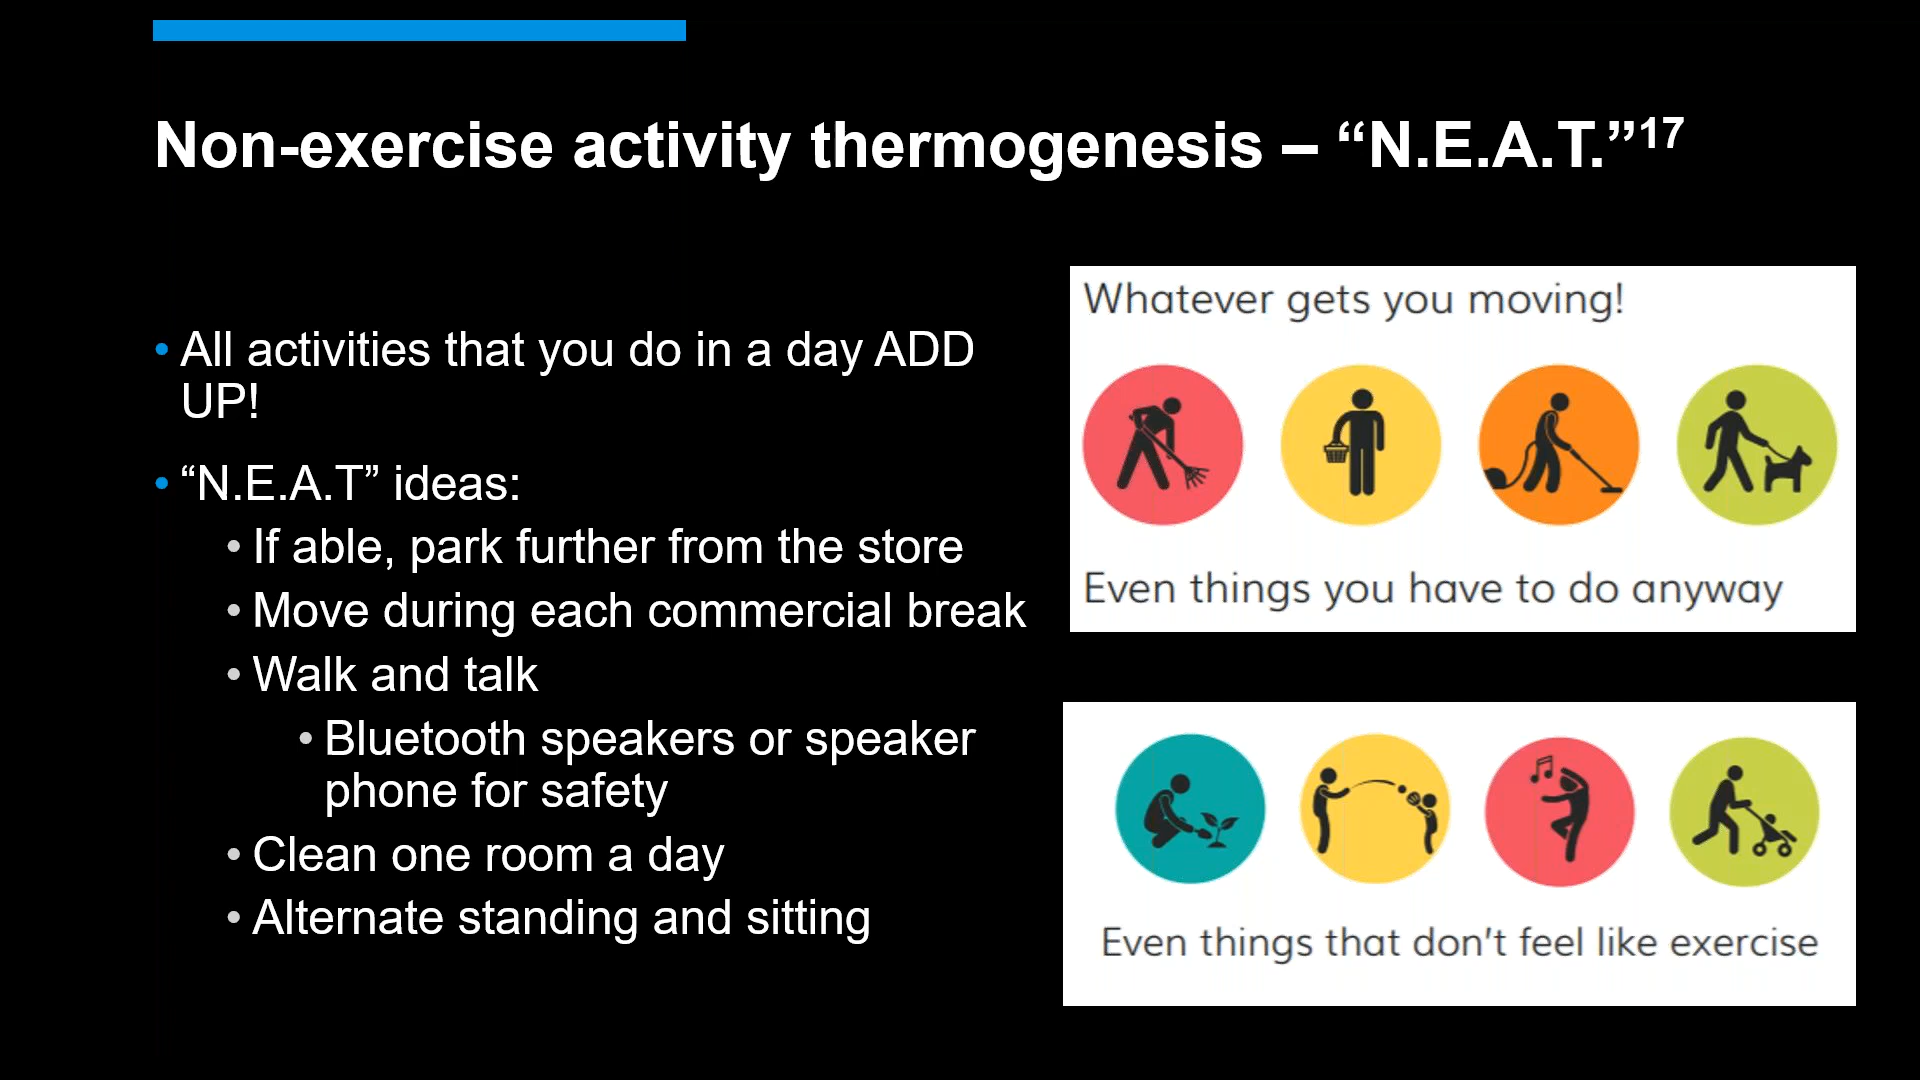 Non-exercise activity thermogenesis – “N.E.A.T.”17
• All activities that you do in a day ADD
UP!
• “N.E.A.T” ideas:
• If able, park further from the store
• Move during each commercial break
• Walk and talk
• Bluetooth speakers or speaker
phone for safety
• Clean one room a day
• Alternate standing and sitting
Whatever gets you moving!
Even things you have to do anyway
Even things that don't feel like exercise